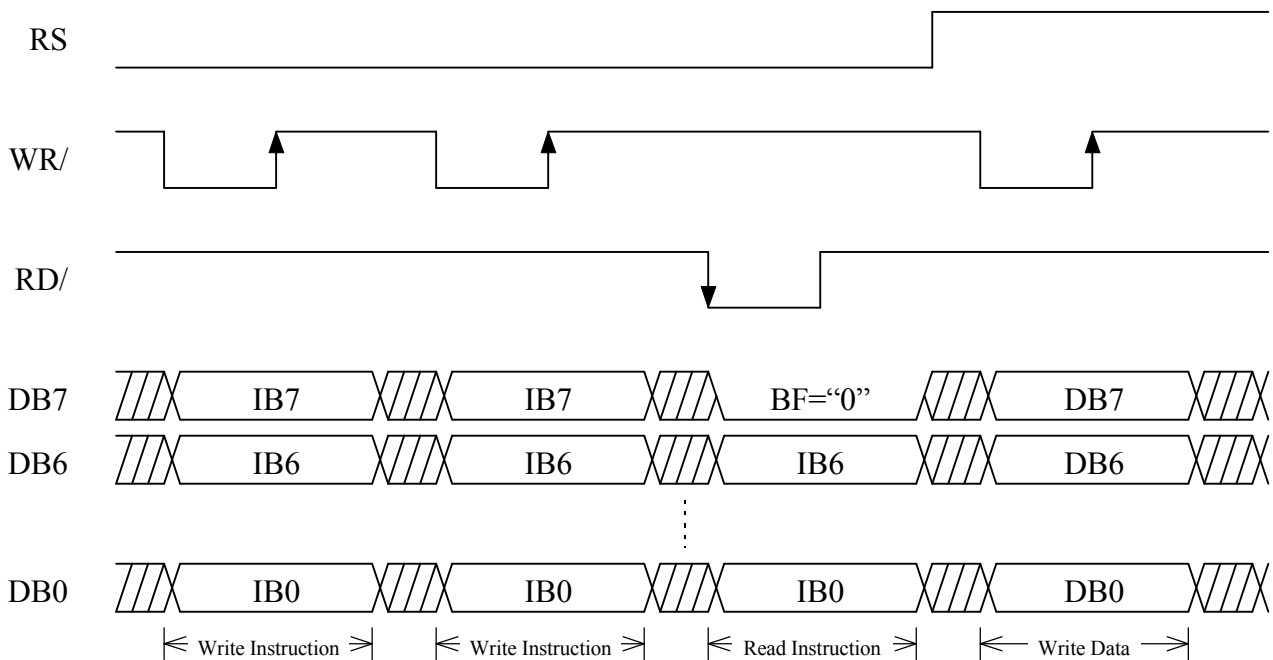 RS
WR/
RD/
DB7 IB7 IB7 BF=“0” DB7
DB6 IB6 IB6 IB6 DB6
DB0 IB0 IB0 IB0 DB0
Write Instruction Write Instruction Read Instruction Write Data